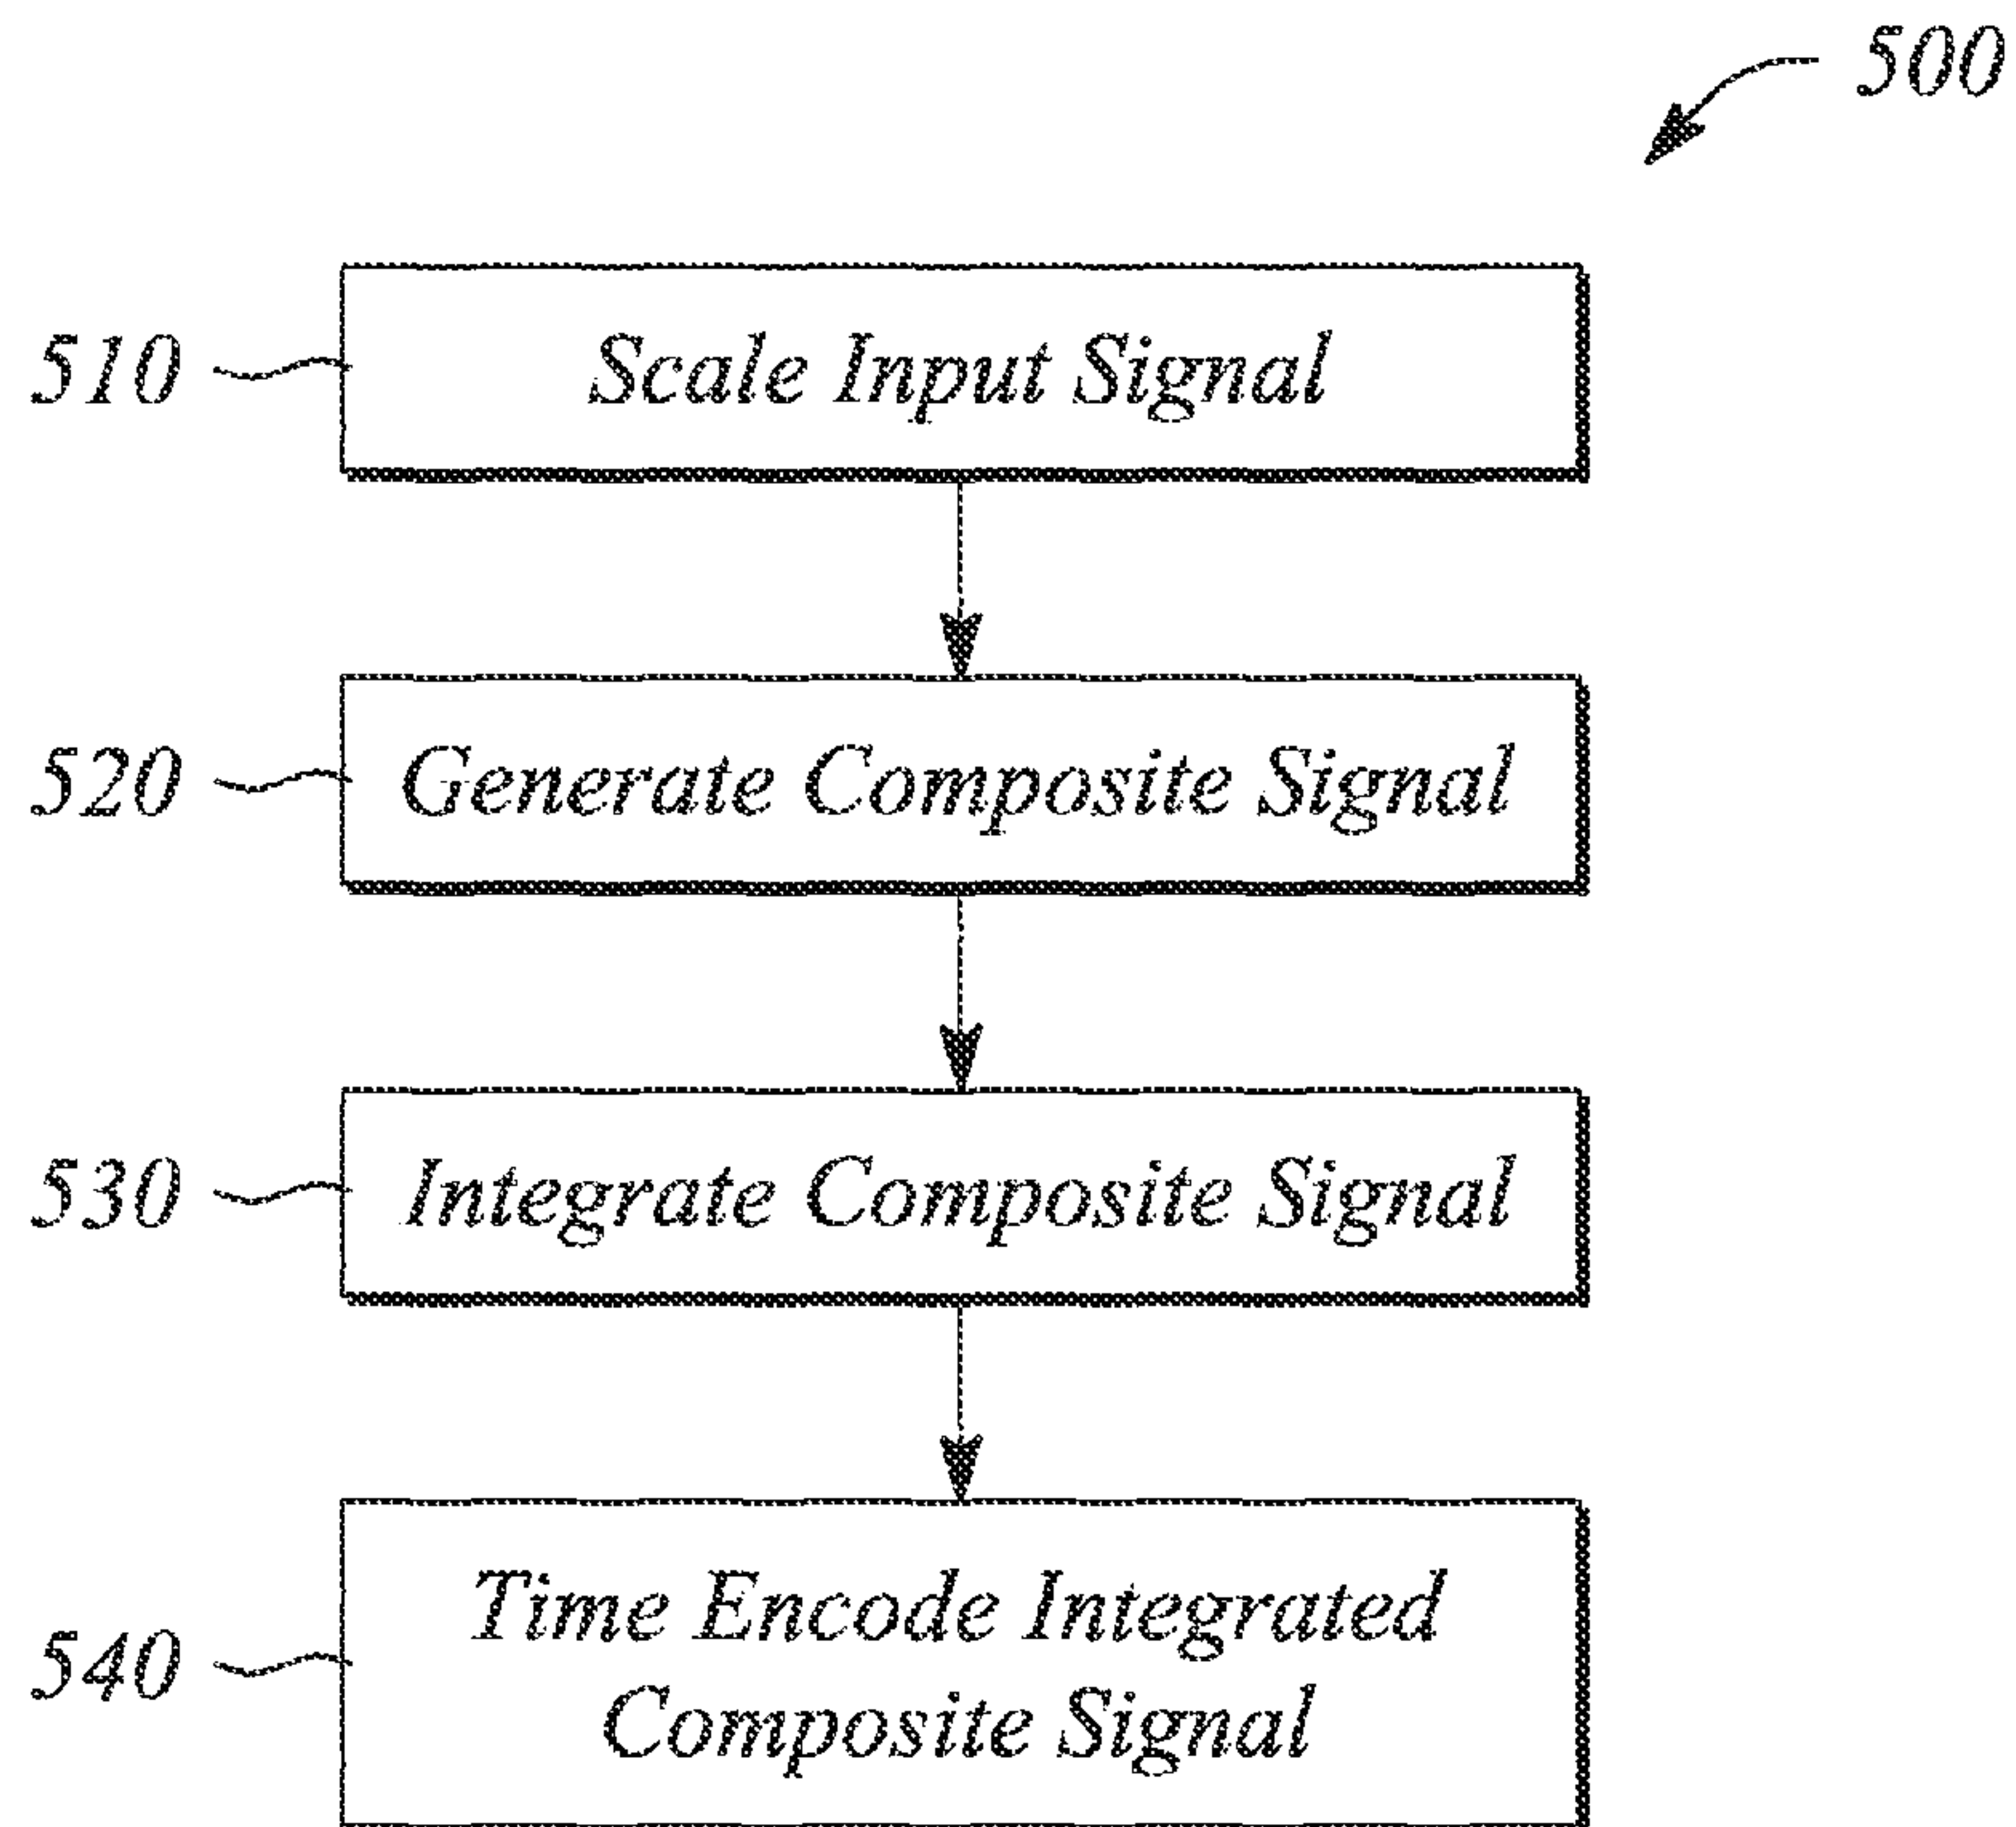 500
510
Scale Input Signal
520
Generate Composite Signal
530
Integrate Composite Signal
540
Time Encode Integrated
Composite Signal